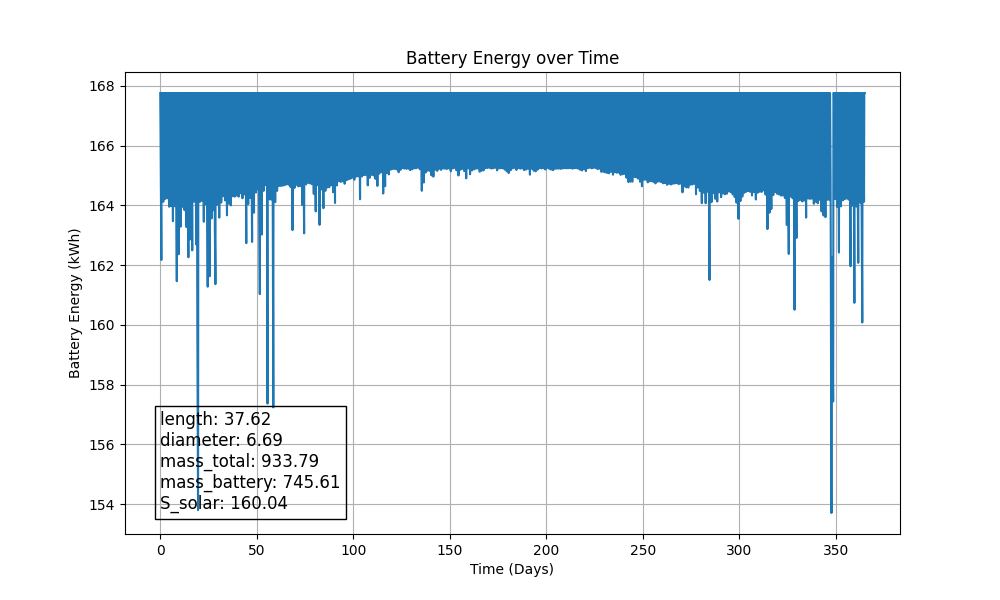 Battery Energy over Time
Battery Energy (kWh)
168
166
164
162
160
158
156
154
length: 37.62
diameter: 6.69
mass_total: 933.79
mass_battery: 745.61
S_solar: 160.04
0 50 100 150 200 250 300 350
Time (Days)